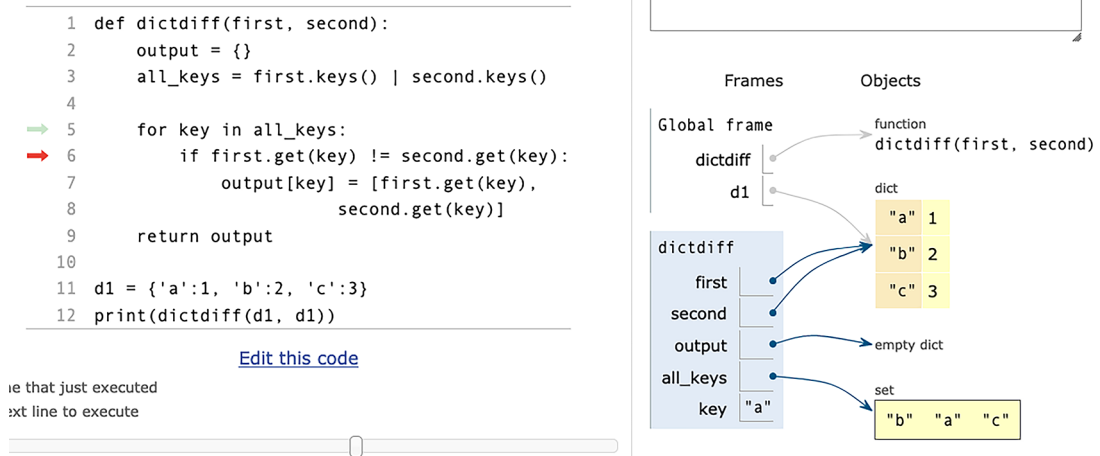 1 def dictdiff(first, second):
2 output = {}
3 all_keys = first.keys() | second.keys()
4
5 for key in all_keys:
6 if first.get(key) != second.get(key):
7 output[key] = [first.get(key),
8 second.get(key)]
9 return output
10
11 d1 = {'a':1, 'b':2, 'c':3}
12 print(dictdiff(d1, d1))
Edit this code
that just executed
line to execute
Frames
Objects
Global frame
dictdiff
d1
function
dictdiff(first, second)
dict
"a" 1
"b" 2
"c" 3
dictdiff
first
second
output
all_keys
key "a"
empty dict
set
"b" "a" "c"